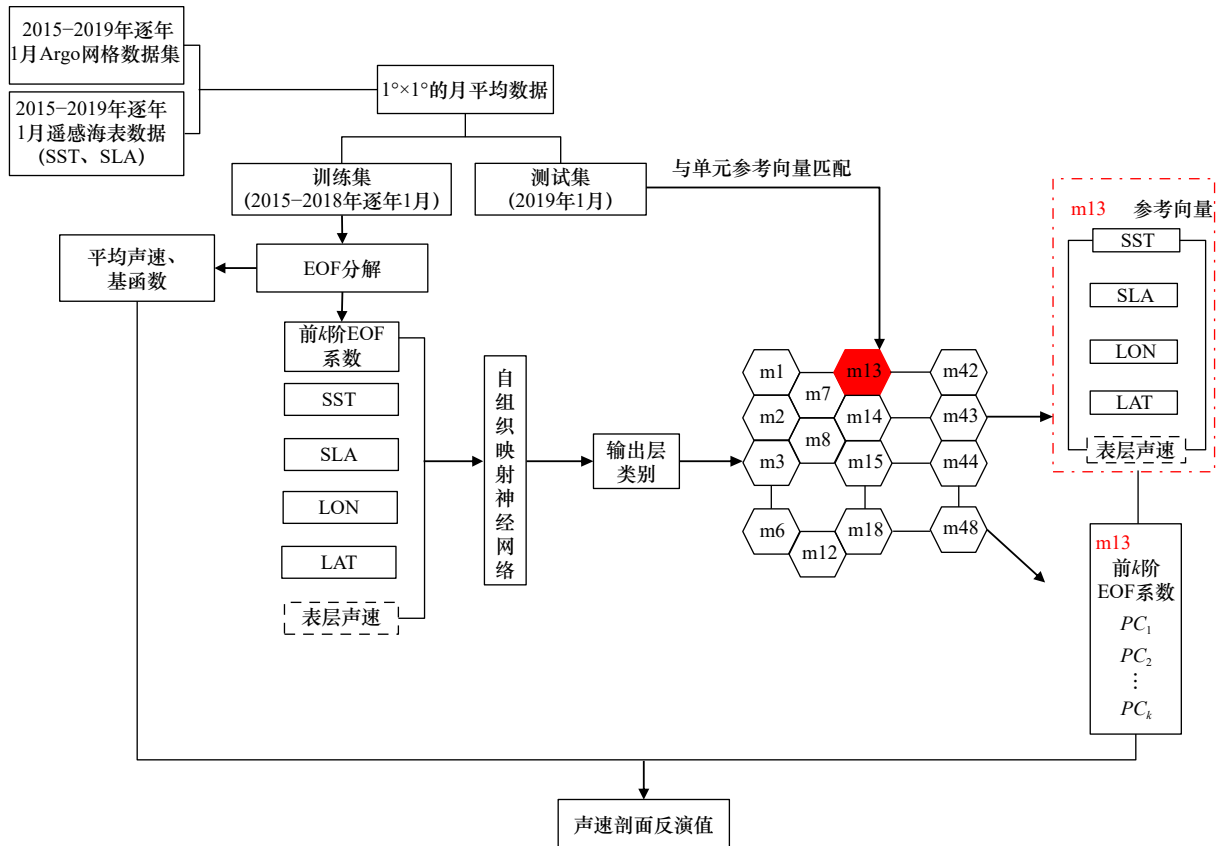 2015−2019年逐年
1月Argo网格数据集
2015−2019年逐年
1月遥感海表数据
(SST、SLA)
1°×1°的月平均数据
训练集
(2015−2018年逐年1月)
测试集
(2019年1月)
与单元参考向量匹配
平均声速、
基函数
EOF分解
前k阶EOF
系数
SST
SLA
LON
LAT
表层声速
自组织映射神经网络
输出层
类别
m1
m2
m3
m6
m7
m8
m12
m13
m14
m15
m18
m42
m43
m44
m48
m13 参考向量
SST
SLA
LON
LAT
表层声速
m13
前k阶
EOF系数
PC₁
PC₂
⋮
PCₖ
声速剖面反演值